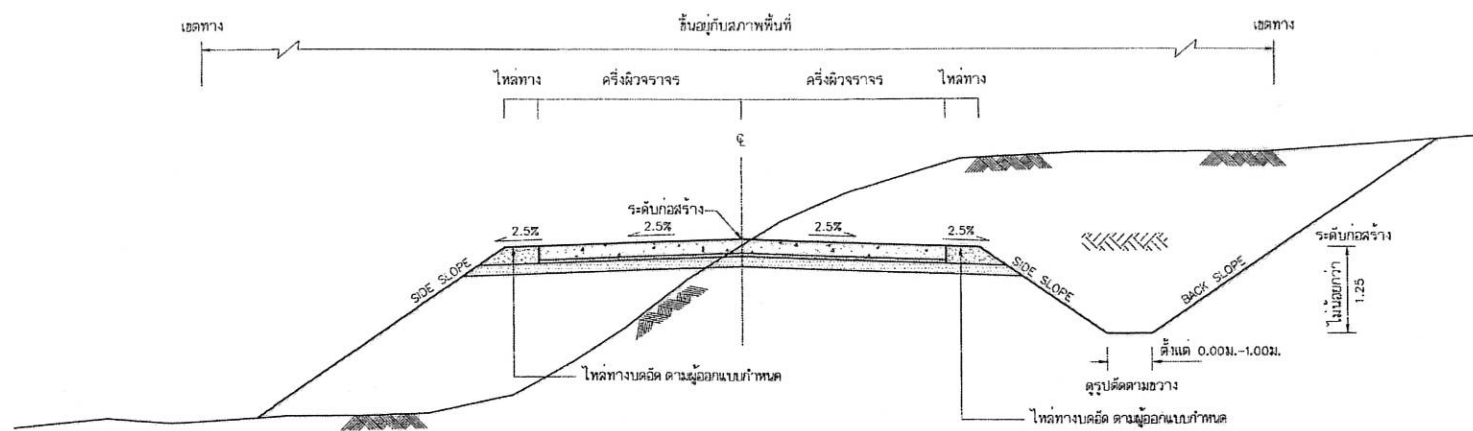 เขตทาง
ขึ้นอยู่กับสภาพพื้นที่
เขตทาง
ไหล่ทาง
ครึ่งผิวจราจร
ครึ่งผิวจราจร
ไหล่ทาง
℄
ระดับก่อสร้าง
2.5%
2.5%
2.5%
2.5%
ระดับก่อสร้าง
SIDE SLOPE
SIDE SLOPE
BACK SLOPE
ไม่น้อยกว่า
1.25
ตั้งแต่ 0.00ม.-1.00ม.
ไหล่ทางบดอัด ตามผู้ออกแบบกำหนด
ดูรูปตัดตามขวาง
ไหล่ทางบดอัด ตามผู้ออกแบบกำหนด